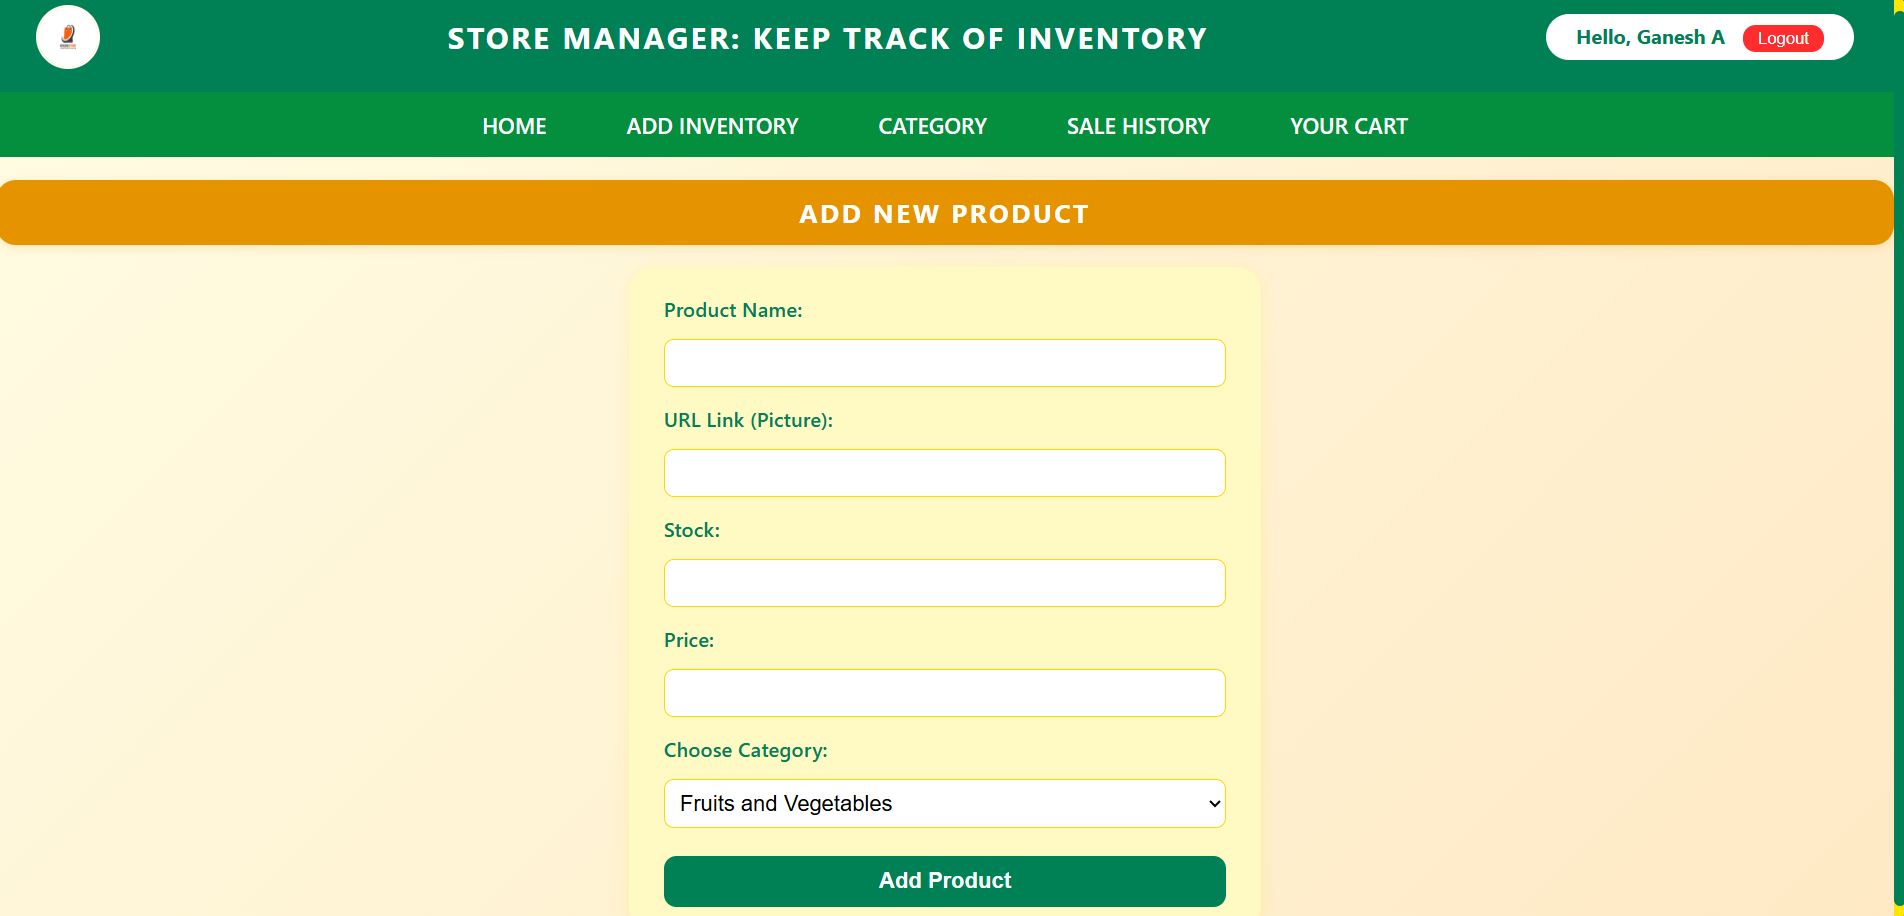 STORE MANAGER: KEEP TRACK OF INVENTORY
Hello, Ganesh A Logout
HOME ADD INVENTORY CATEGORY SALE HISTORY YOUR CART
ADD NEW PRODUCT
Product Name:
URL Link (Picture):
Stock:
Price:
Choose Category:
Fruits and Vegetables
Add Product